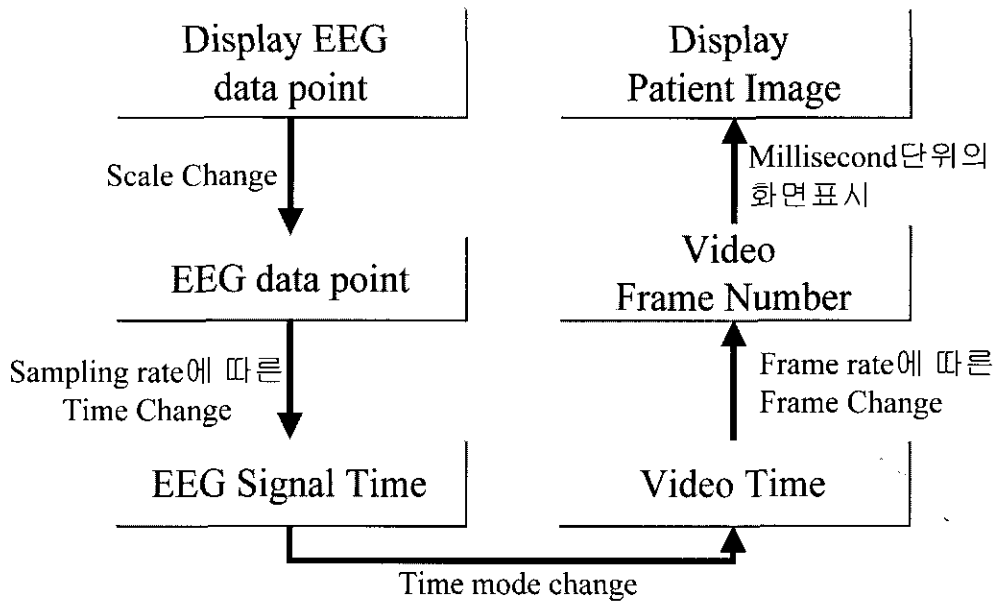 Display EEG
data point
Scale Change
EEG data point
Sampling rate에 따른
Time Change
EEG Signal Time
Time mode change
Video Time
Frame rate에 따른
Frame Change
Video
Frame Number
Millisecond단위의
화면표시
Display
Patient Image